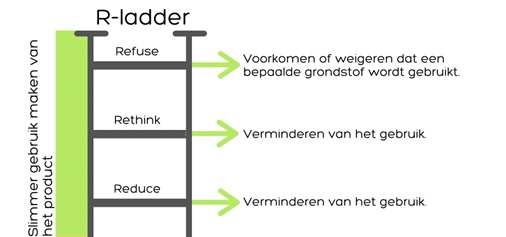 R-ladder
Slimmer gebruik maken van
het product
Refuse
Voorkomen of weigeren dat een
bepaalde grondstof wordt gebruikt.
Rethink
Verminderen van het gebruik.
Reduce
Verminderen van het gebruik.